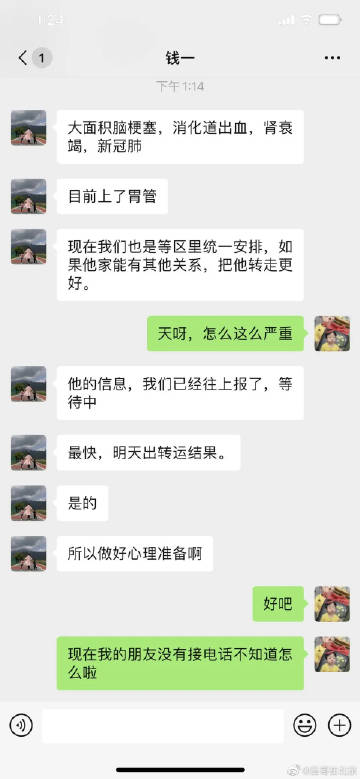 1:24
1
钱一
下午 1:14
大面积脑梗塞，消化道出血，肾衰
竭，新冠肺
目前上了胃管
现在我们也是等区里统一安排，如
果他家能有其他关系，把他转走更
好。
天呀，怎么这么严重
他的信息，我们已经往上报了，等
待中
最快，明天出转运结果。
是的
所以做好心理准备啊
好吧
现在我的朋友没有接电话不知道怎
么啦